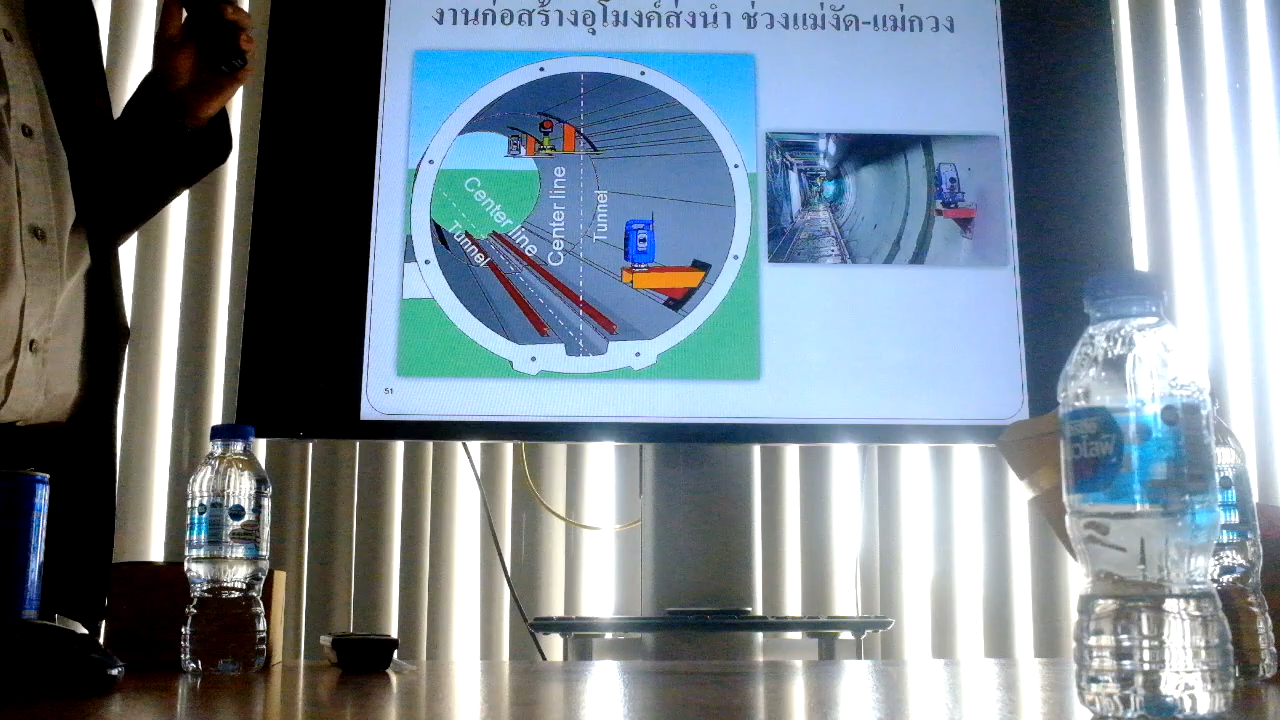 งานก่อสร้างอุโมงค์ส่งน้ำ ช่วงแม่งัด-แม่กวง
Center line
Tunnel
Center line
Tunnel
51